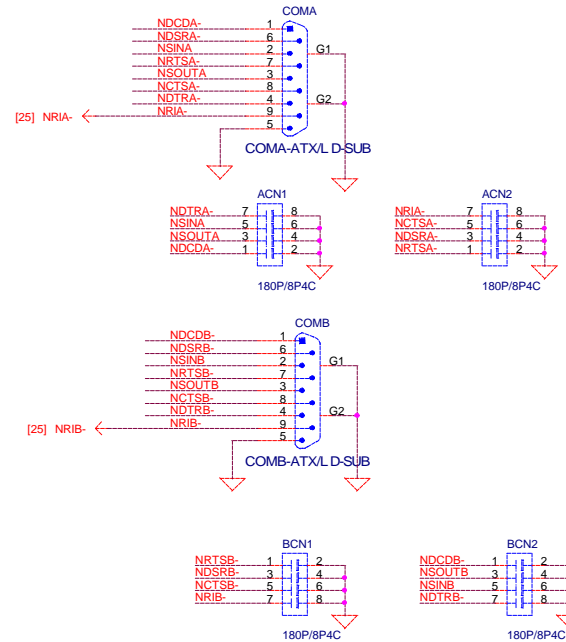 COMA
NDCDA- 1
NDSRA- 6
NSINA 2 G1
NRTSA- 7
NSOUTA 3
NCTSA- 8
NDTRA- 4 G2
[25] NRIA- NRIA- 9
5
COMA-ATX/L D-SUB
ACN1 ACN2
NDTRA- 7 8 NRIA- 7 8
NSINA 5 6 NCTSA- 5 6
NSOUTA 3 4 NDSRA- 3 4
NDCDA- 1 2 NRTSA- 1 2
180P/8P4C 180P/8P4C
COMB
NDCDB- 1
NDSRB- 6
NSINB 2 G1
NRTSB- 7
NSOUTB 3
NCTSB- 8
NDTRB- 4 G2
[25] NRIB- NRIB- 9
5
COMB-ATX/L D-SUB
BCN1 BCN2
NRTSB- 1 2 NDCDB- 1 2
NDSRB- 3 4 NSOUTB 3 4
NCTSB- 5 6 NSINB 5 6
NRIB- 7 8 NDTRB- 7 8
180P/8P4C 180P/8P4C